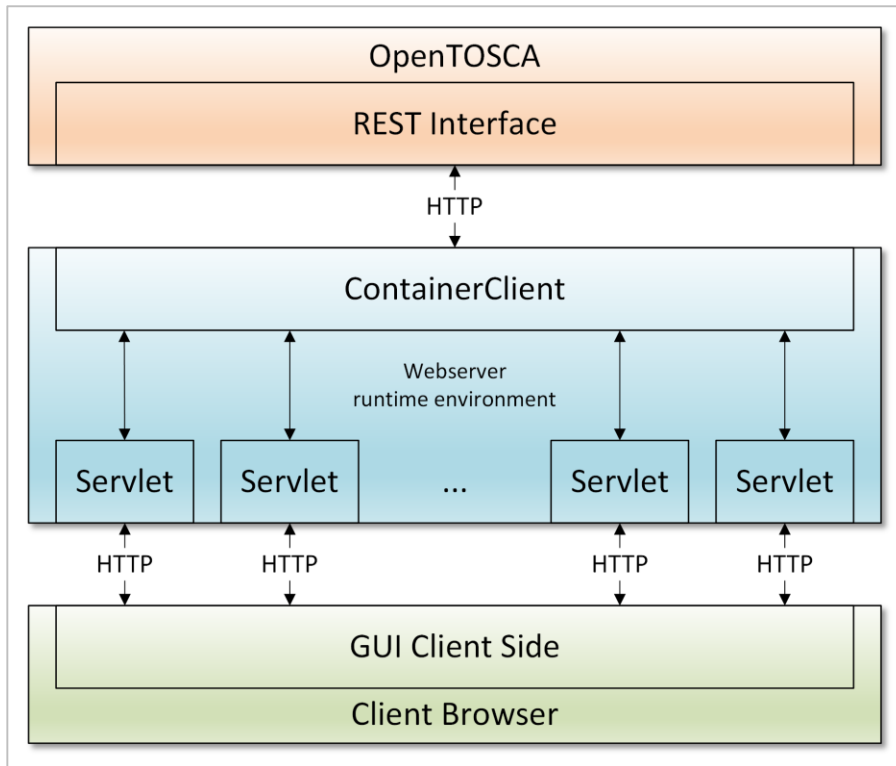 OpenTOSCA
REST Interface
HTTP
ContainerClient
Webserver
runtime environment
Servlet Servlet ... Servlet Servlet
HTTP HTTP HTTP HTTP
GUI Client Side
Client Browser